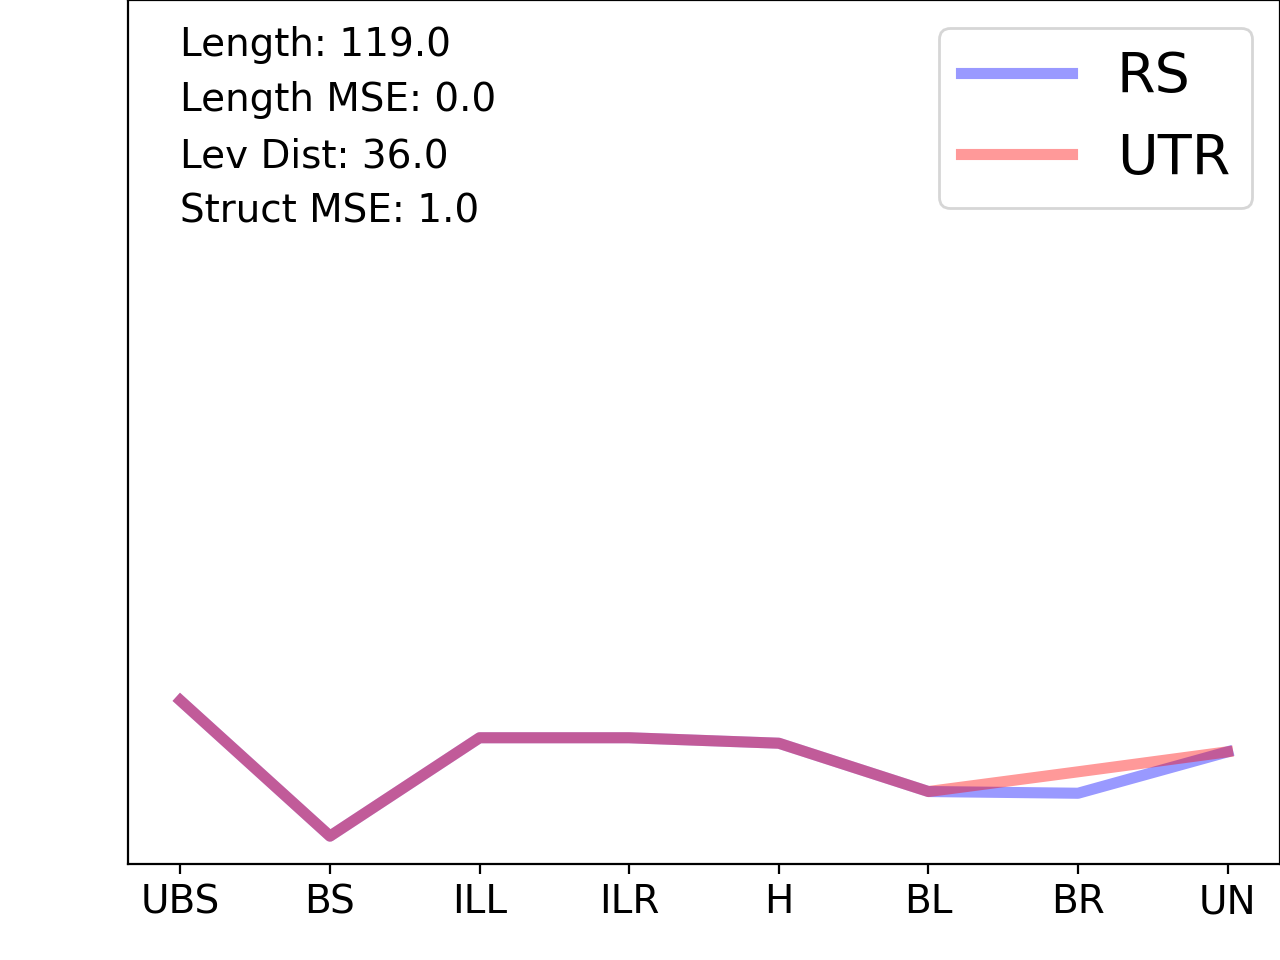 Length: 119.0
Length MSE: 0.0
Lev Dist: 36.0
Struct MSE: 1.0
RS
UTR
UBS BS ILL ILR H BL BR UN